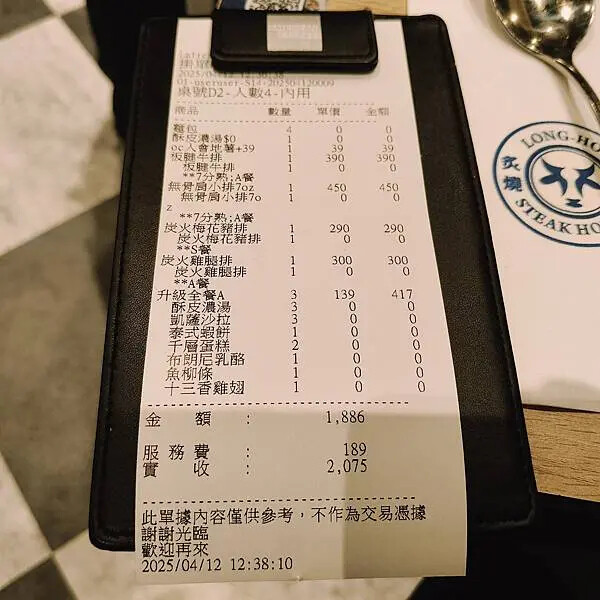 2025/04/12 12:38:38
桌號D2-人數4-內用
商品 數量 單價 金額
麵包 4 0 0
酥皮濃湯$0 1 0 0
oc入會地薯+39 1 39 39
板腱牛排 1 390 390
板腱牛排 1 0 0
**7分熟;A餐
無骨肩小排7oz 1 450 450
無骨肩小排7o 1 0 0
z
**7分熟;A餐
炭火梅花豬排 1 290 290
炭火梅花豬排 1 0 0
**S餐
炭火雞腿排 1 300 300
炭火雞腿排 1 0 0
**A餐
升級全餐A 3 139 417
酥皮濃湯 3 0 0
凱薩沙拉 3 0 0
泰式蝦餅 1 0 0
千層蛋糕 2 0 0
布朗尼乳酪 1 0 0
魚柳條 1 0 0
十三香雞翅 1 0 0
金 額 : 1,886
服務費 : 189
實 收 : 2,075
此單據內容僅供參考，不作為交易憑據
謝謝光臨
歡迎再來
2025/04/12 12:38:10
LONG-HO
炙燒
STEAK HO